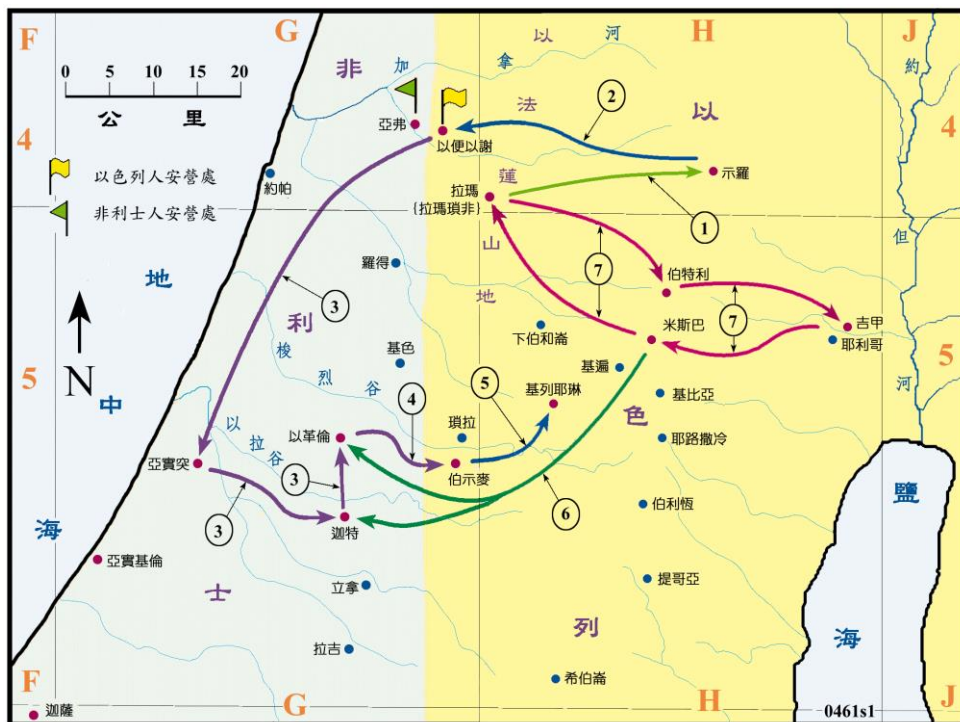 F
G
H
J
0 5 10 15 20
公里
4
以色列人安營處
非利士人安營處
非
加
拿
河
以
法
蓮
山
地
以
色
列
約
但
河
4
亞弗
以便以謝
②
示羅
約帕
拉瑪
{拉瑪瑣非}
①
⑦
伯特利
⑦
吉甲
耶利哥
羅得
③
地
中
海
利
士
下伯和崙
米斯巴
N
5
5
梭
烈
谷
基色
④
⑤
基列耶琳
基遍
基比亞
以
拉
谷
以革倫
瑣拉
耶路撒冷
亞實突
③
③
伯示麥
⑥
伯利恆
鹽
海
迦特
亞實基倫
立拿
提哥亞
拉吉
希伯崙
F
迦薩
G
H
0461s1
J